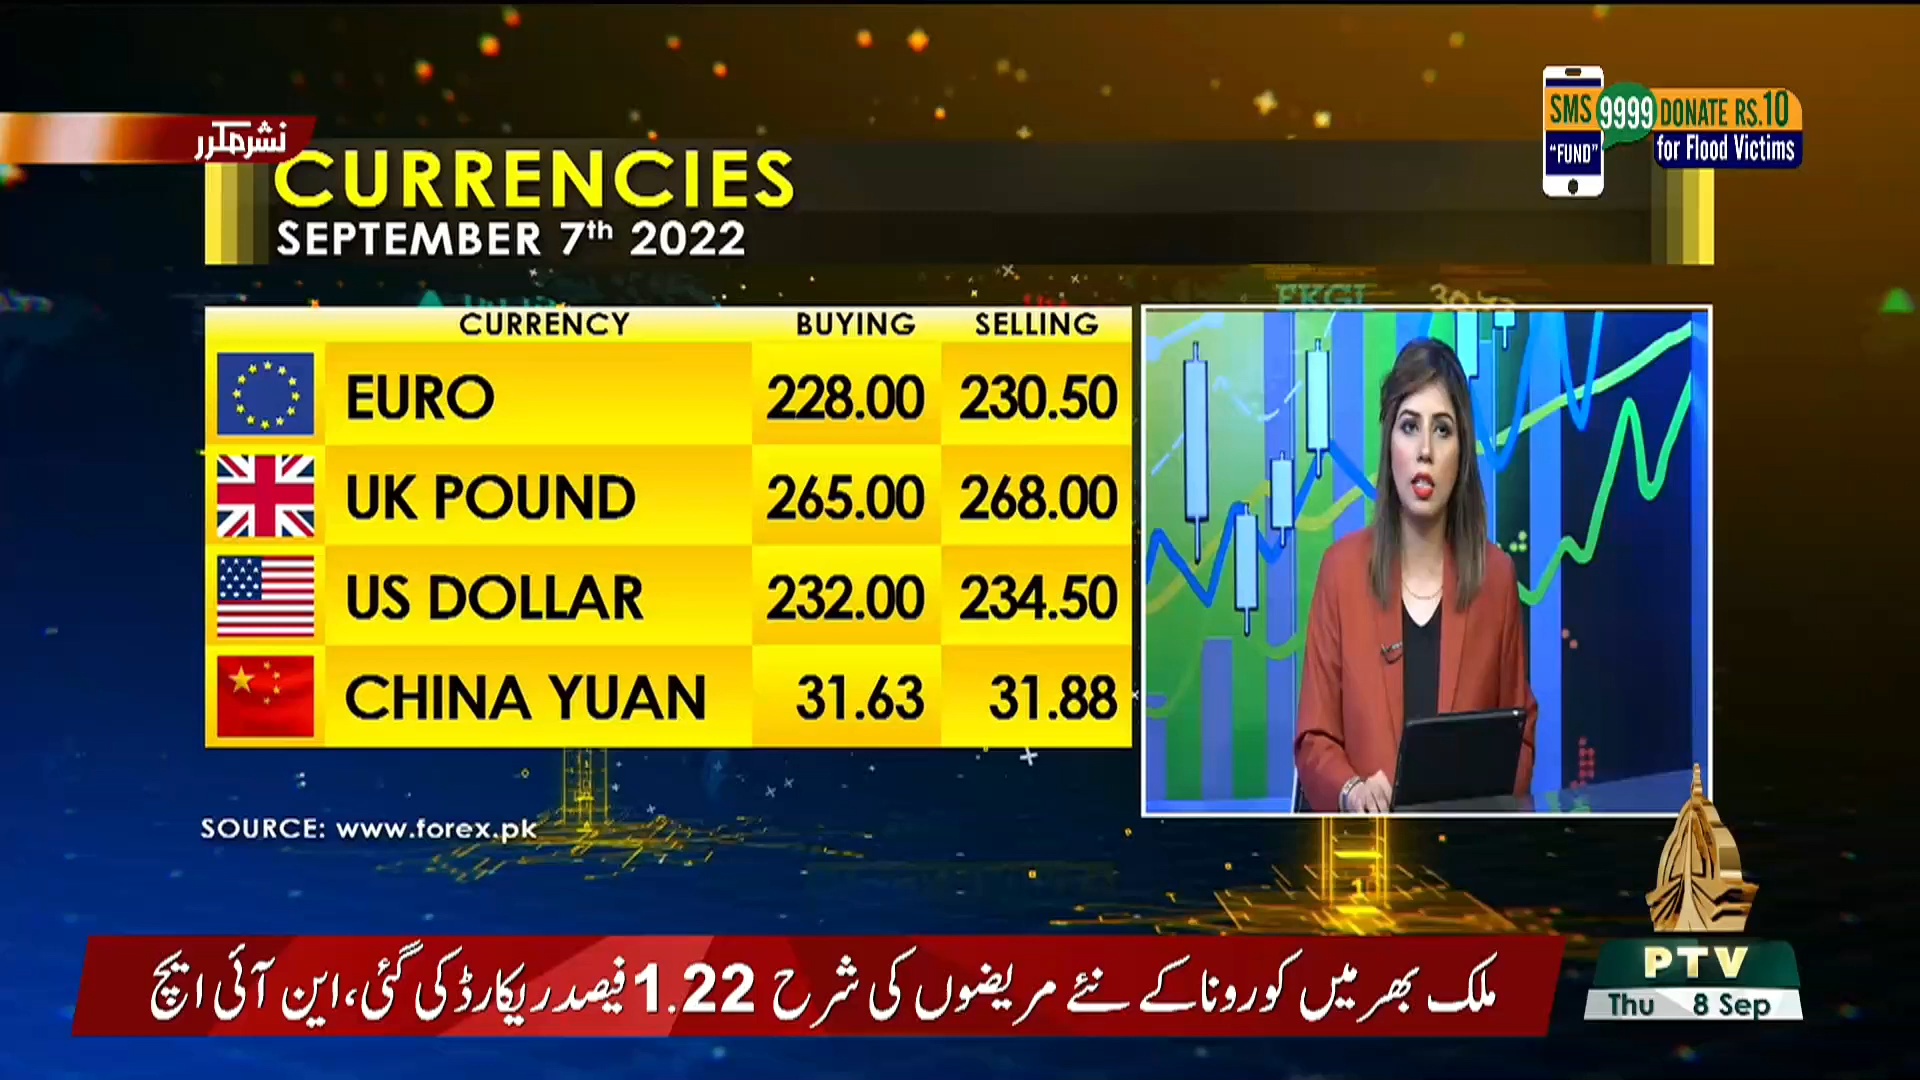 نشر مکرر
SMS 9999 DONATE RS.10
"FUND" for Flood Victims
CURRENCIES
SEPTEMBER 7th 2022
CURRENCY BUYING SELLING
EURO 228.00 230.50
UK POUND 265.00 268.00
US DOLLAR 232.00 234.50
CHINA YUAN 31.63 31.88
SOURCE: www.forex.pk
ملک بھر میں کورونا کے نئے مریضوں کی شرح 1.22 فیصد ریکارڈ کی گئی، این آئی ایچ
PTV
Thu 8 Sep